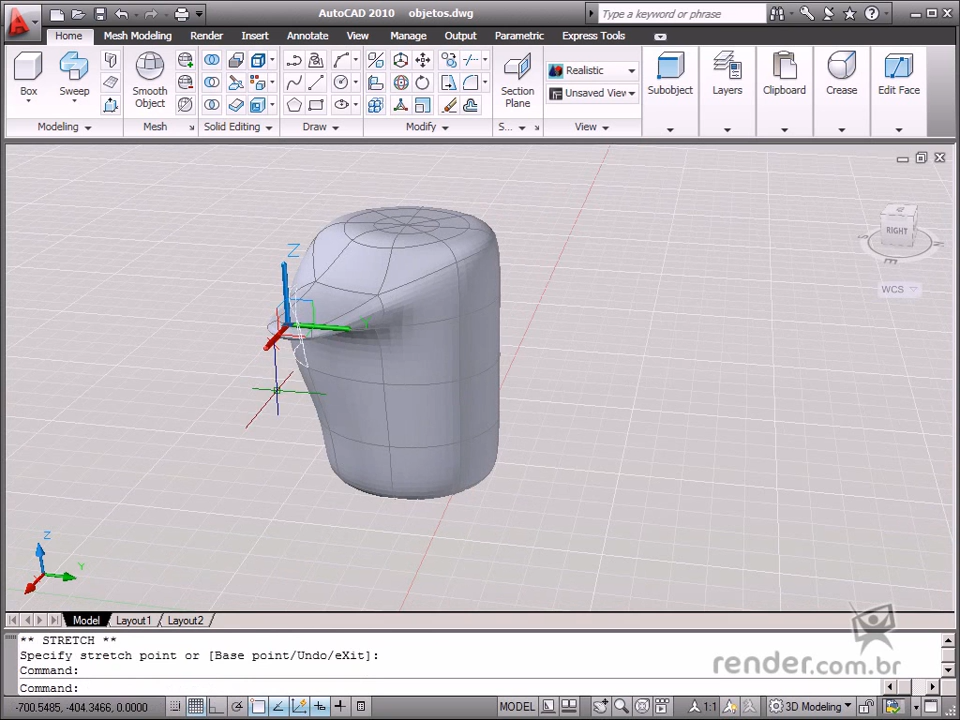 AutoCAD 2010 objetos.dwg
Type a keyword or phrase
Home Mesh Modeling Render Insert Annotate View Manage Output Parametric Express Tools
Box Sweep Smooth Object Section Plane Realistic Unsaved View Subobject Layers Clipboard Crease Edit Face
Modeling Mesh Solid Editing Draw Modify S... View
RIGHT
WCS
Z
Y
Z
Y
Model Layout1 Layout2
** STRETCH **
Specify stretch point or [Base point/Undo/eXit]:
Command:
Command:
render.com.br
-700.5485, -404.3466, 0.0000 MODEL 1:1 3D Modeling